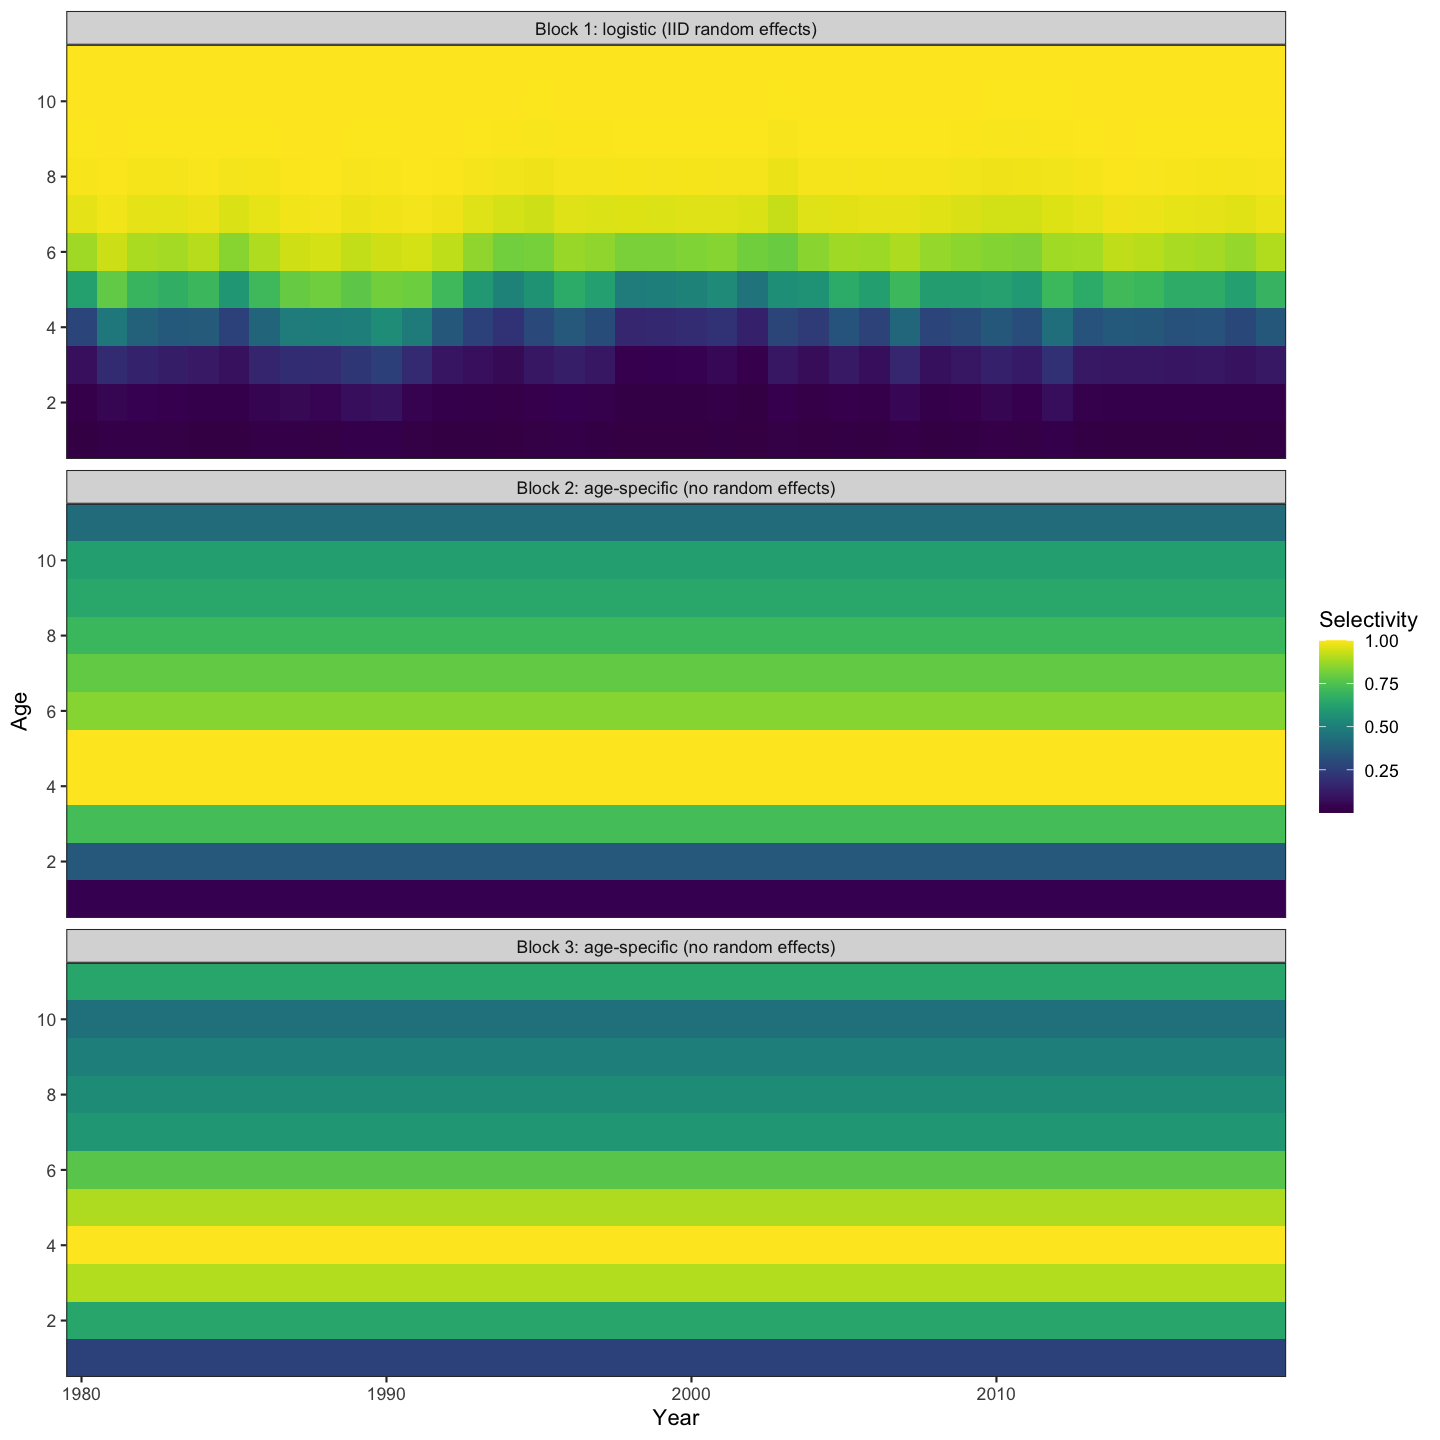 Block 1: logistic (IID random effects)
10
8
6
4
2
Block 2: age-specific (no random effects)
10
8
6
4
2
Block 3: age-specific (no random effects)
10
8
6
4
2
1980 1990 2000 2010
Year
Age
Selectivity
1.00
0.75
0.50
0.25